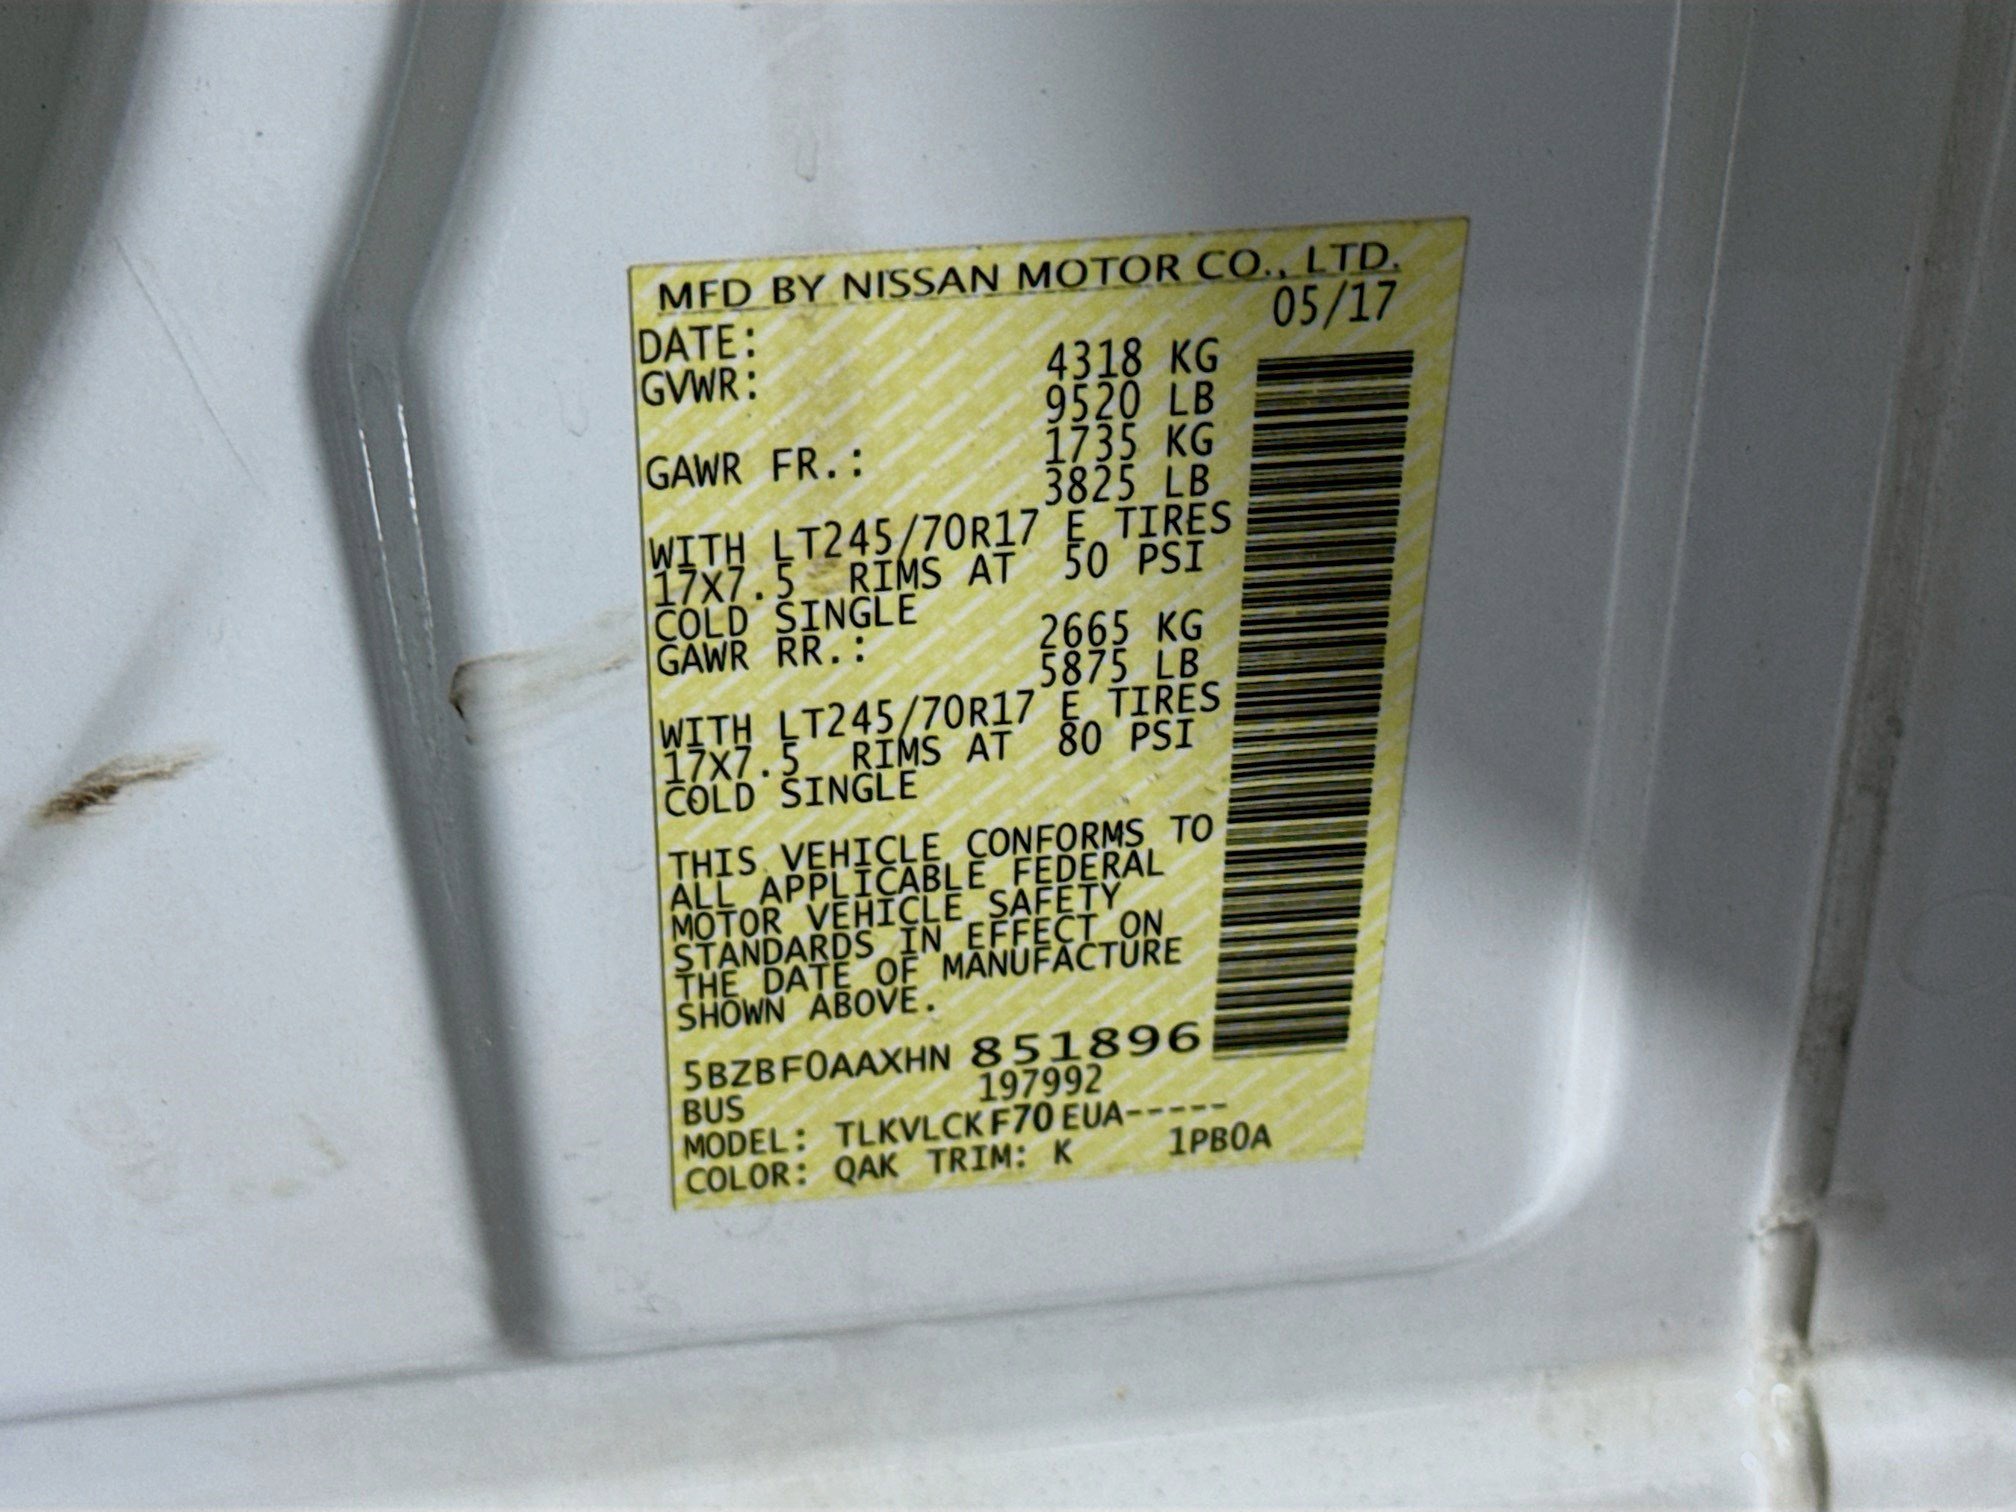 MFD BY NISSAN MOTOR CO., LTD.
DATE: 05/17
GVWR: 4318 KG
9520 LB
GAWR FR.: 1735 KG
3825 LB
WITH LT245/70R17 E TIRES
17X7.5 RIMS AT 50 PSI
COLD SINGLE
GAWR RR.: 2665 KG
5875 LB
WITH LT245/70R17 E TIRES
17X7.5 RIMS AT 80 PSI
COLD SINGLE
THIS VEHICLE CONFORMS TO
ALL APPLICABLE FEDERAL
MOTOR VEHICLE SAFETY
STANDARDS IN EFFECT ON
THE DATE OF MANUFACTURE
SHOWN ABOVE.
5BZBF0AAXHN 851896
BUS 197992
MODEL: TLKVLCKF70EUA-----
COLOR: QAK TRIM: K 1PB0A